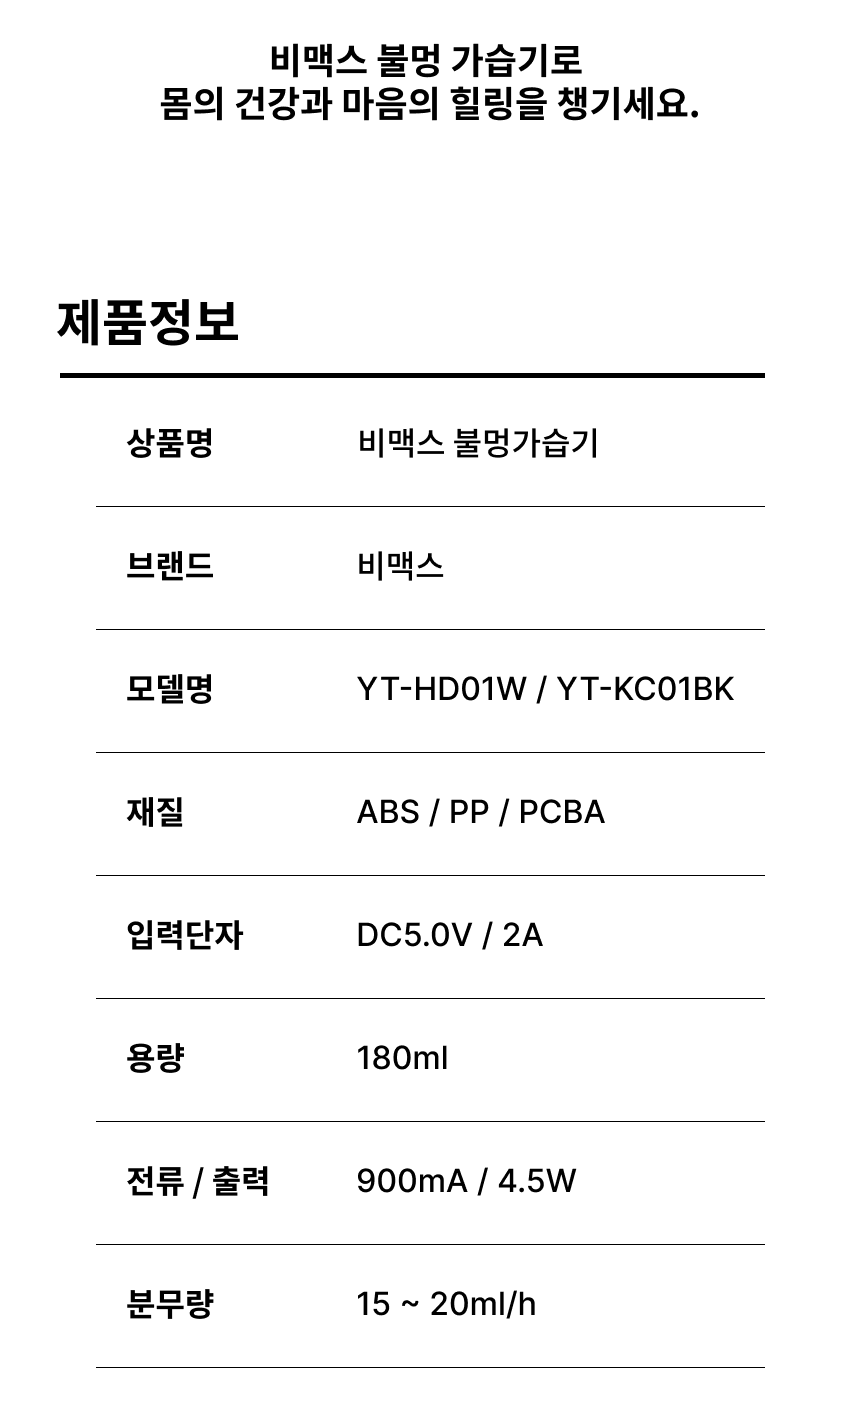 비맥스 불멍 가습기로
몸의 건강과 마음의 힐링을 챙기세요.
제품정보
상품명 비맥스 불멍가습기
브랜드 비맥스
모델명 YT-HD01W / YT-KC01BK
재질 ABS / PP / PCBA
입력단자 DC5.0V / 2A
용량 180ml
전류 / 출력 900mA / 4.5W
분무량 15 ~ 20ml/h